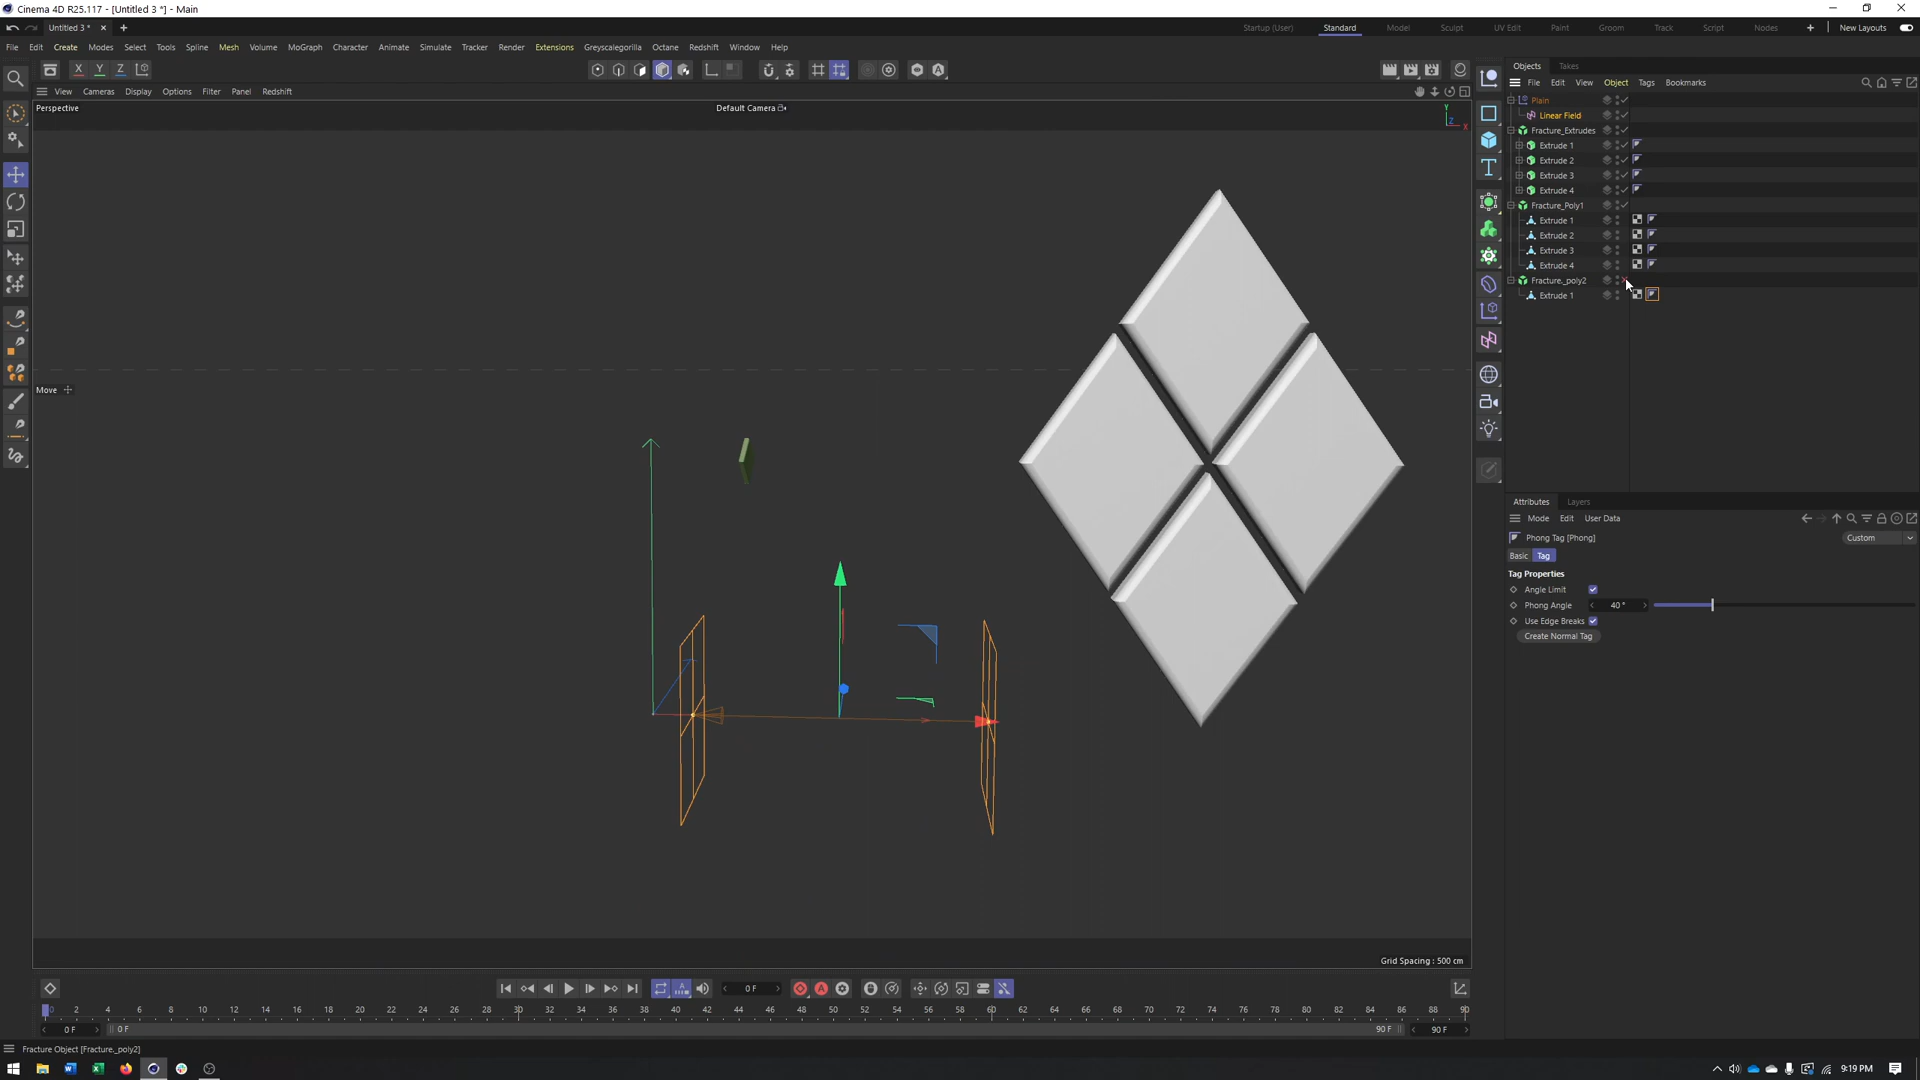 Cinema 4D R25.117 - [Untitled 3 *] - Main
Untitled 3 *
Startup (User) Standard Model Sculpt UV Edit Paint Groom Track Script Nodes New Layouts
File Edit Create Modes Select Tools Spline Mesh Volume MoGraph Character Animate Simulate Tracker Render Extensions Greyscalegorilla Octane Redshift Window Help
X Y Z
View Cameras Display Options Filter Panel Redshift
Perspective
Default Camera
Y
Z
X
Move
Grid Spacing : 500 cm
Objects Takes
File Edit View Object Tags Bookmarks
Plain
Linear Field
Fracture_Extrudes
Extrude 1
Extrude 2
Extrude 3
Extrude 4
Fracture_Poly1
Extrude 1
Extrude 2
Extrude 3
Extrude 4
Fracture._poly2
Extrude 1
Attributes Layers
Mode Edit User Data
Phong Tag [Phong]
Custom
Basic Tag
Tag Properties
Angle Limit
Phong Angle 40 °
Use Edge Breaks
Create Normal Tag
0 F
0 2 4 6 8 10 12 14 16 18 20 22 24 26 28 30 32 34 36 38 40 42 44 46 48 50 52 54 56 58 60 62 64 66 68 70 72 74 76 78 80 82 84 86 88 90
0 F 0 F 90 F 90 F
Fracture Object [Fracture._poly2]
9:19 PM